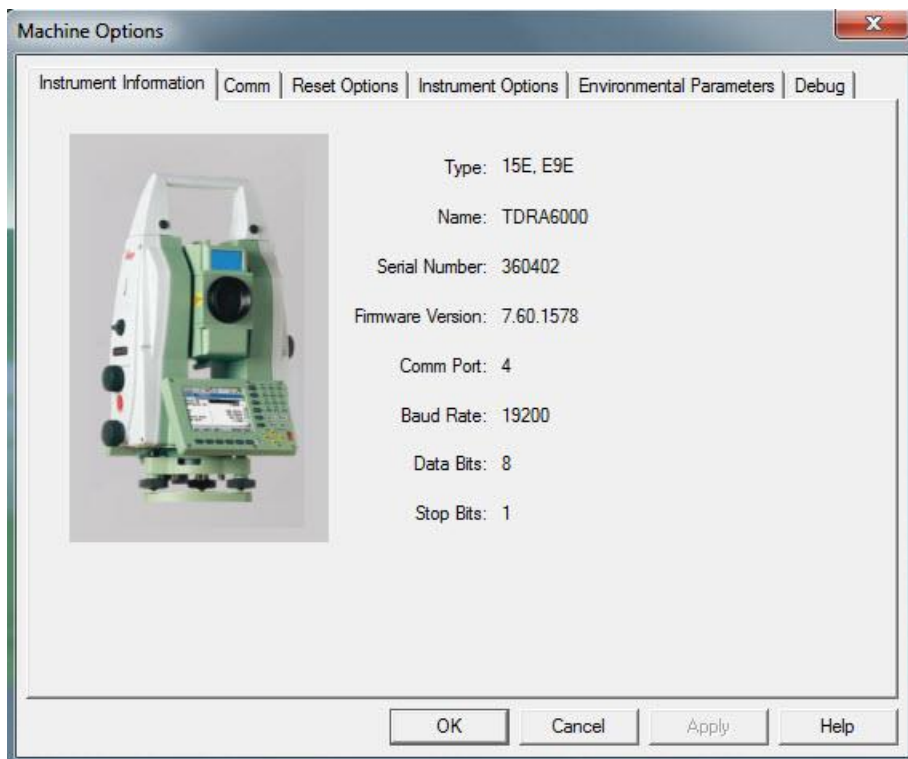 Machine Options
Instrument Information Comm Reset Options Instrument Options Environmental Parameters Debug
Type: 15E, E9E
Name: TDRA6000
Serial Number: 360402
Firmware Version: 7.60.1578
Comm Port: 4
Baud Rate: 19200
Data Bits: 8
Stop Bits: 1
OK Cancel Apply Help